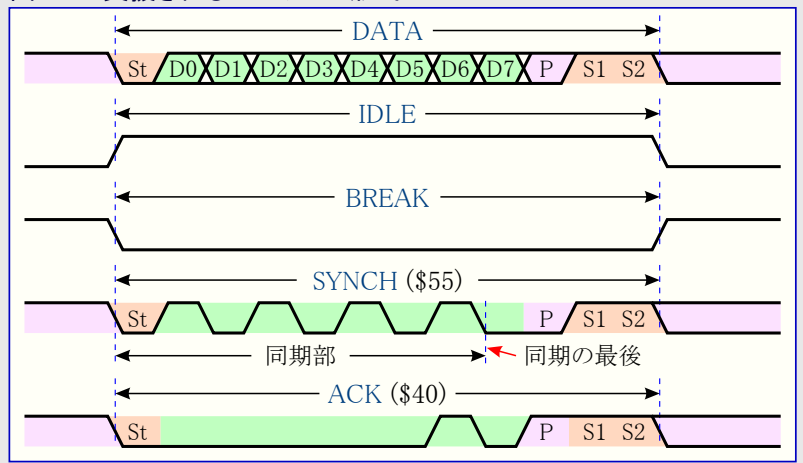 DATA
St D0 D1 D2 D3 D4 D5 D6 D7 P S1 S2
IDLE
BREAK
SYNCH ($55)
St P S1 S2
同期部 同期の最後
ACK ($40)
St P S1 S2